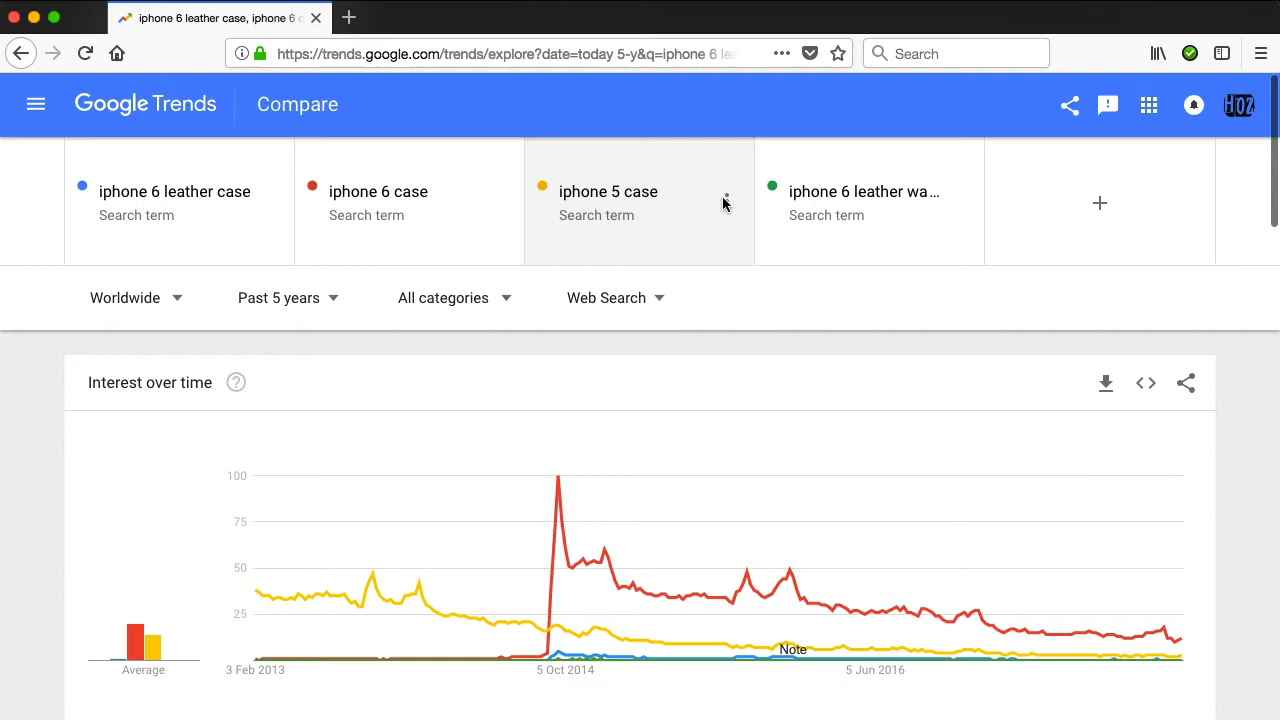 iphone 6 leather case, iphone 6 c
https://trends.google.com/trends/explore?date=today 5-y&q=iphone 6 le
Search
Google Trends
Compare
HOZ
iphone 6 leather case
Search term
iphone 6 case
Search term
iphone 5 case
Search term
iphone 6 leather wa...
Search term
Worldwide
Past 5 years
All categories
Web Search
Interest over time
100
75
50
25
Average
3 Feb 2013
5 Oct 2014
Note
5 Jun 2016